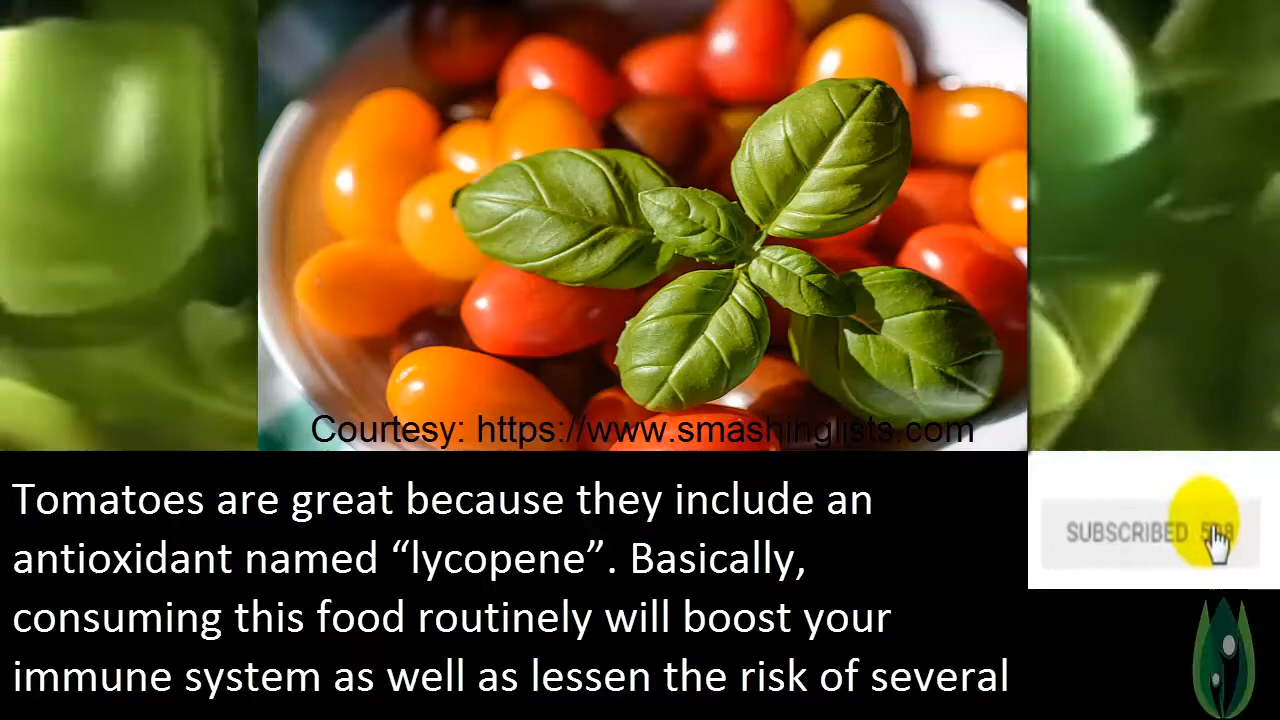 Courtesy: https://www.smashinglists.com
Tomatoes are great because they include an
antioxidant named “lycopene”. Basically,
consuming this food routinely will boost your
immune system as well as lessen the risk of several
SUBSCRIBED